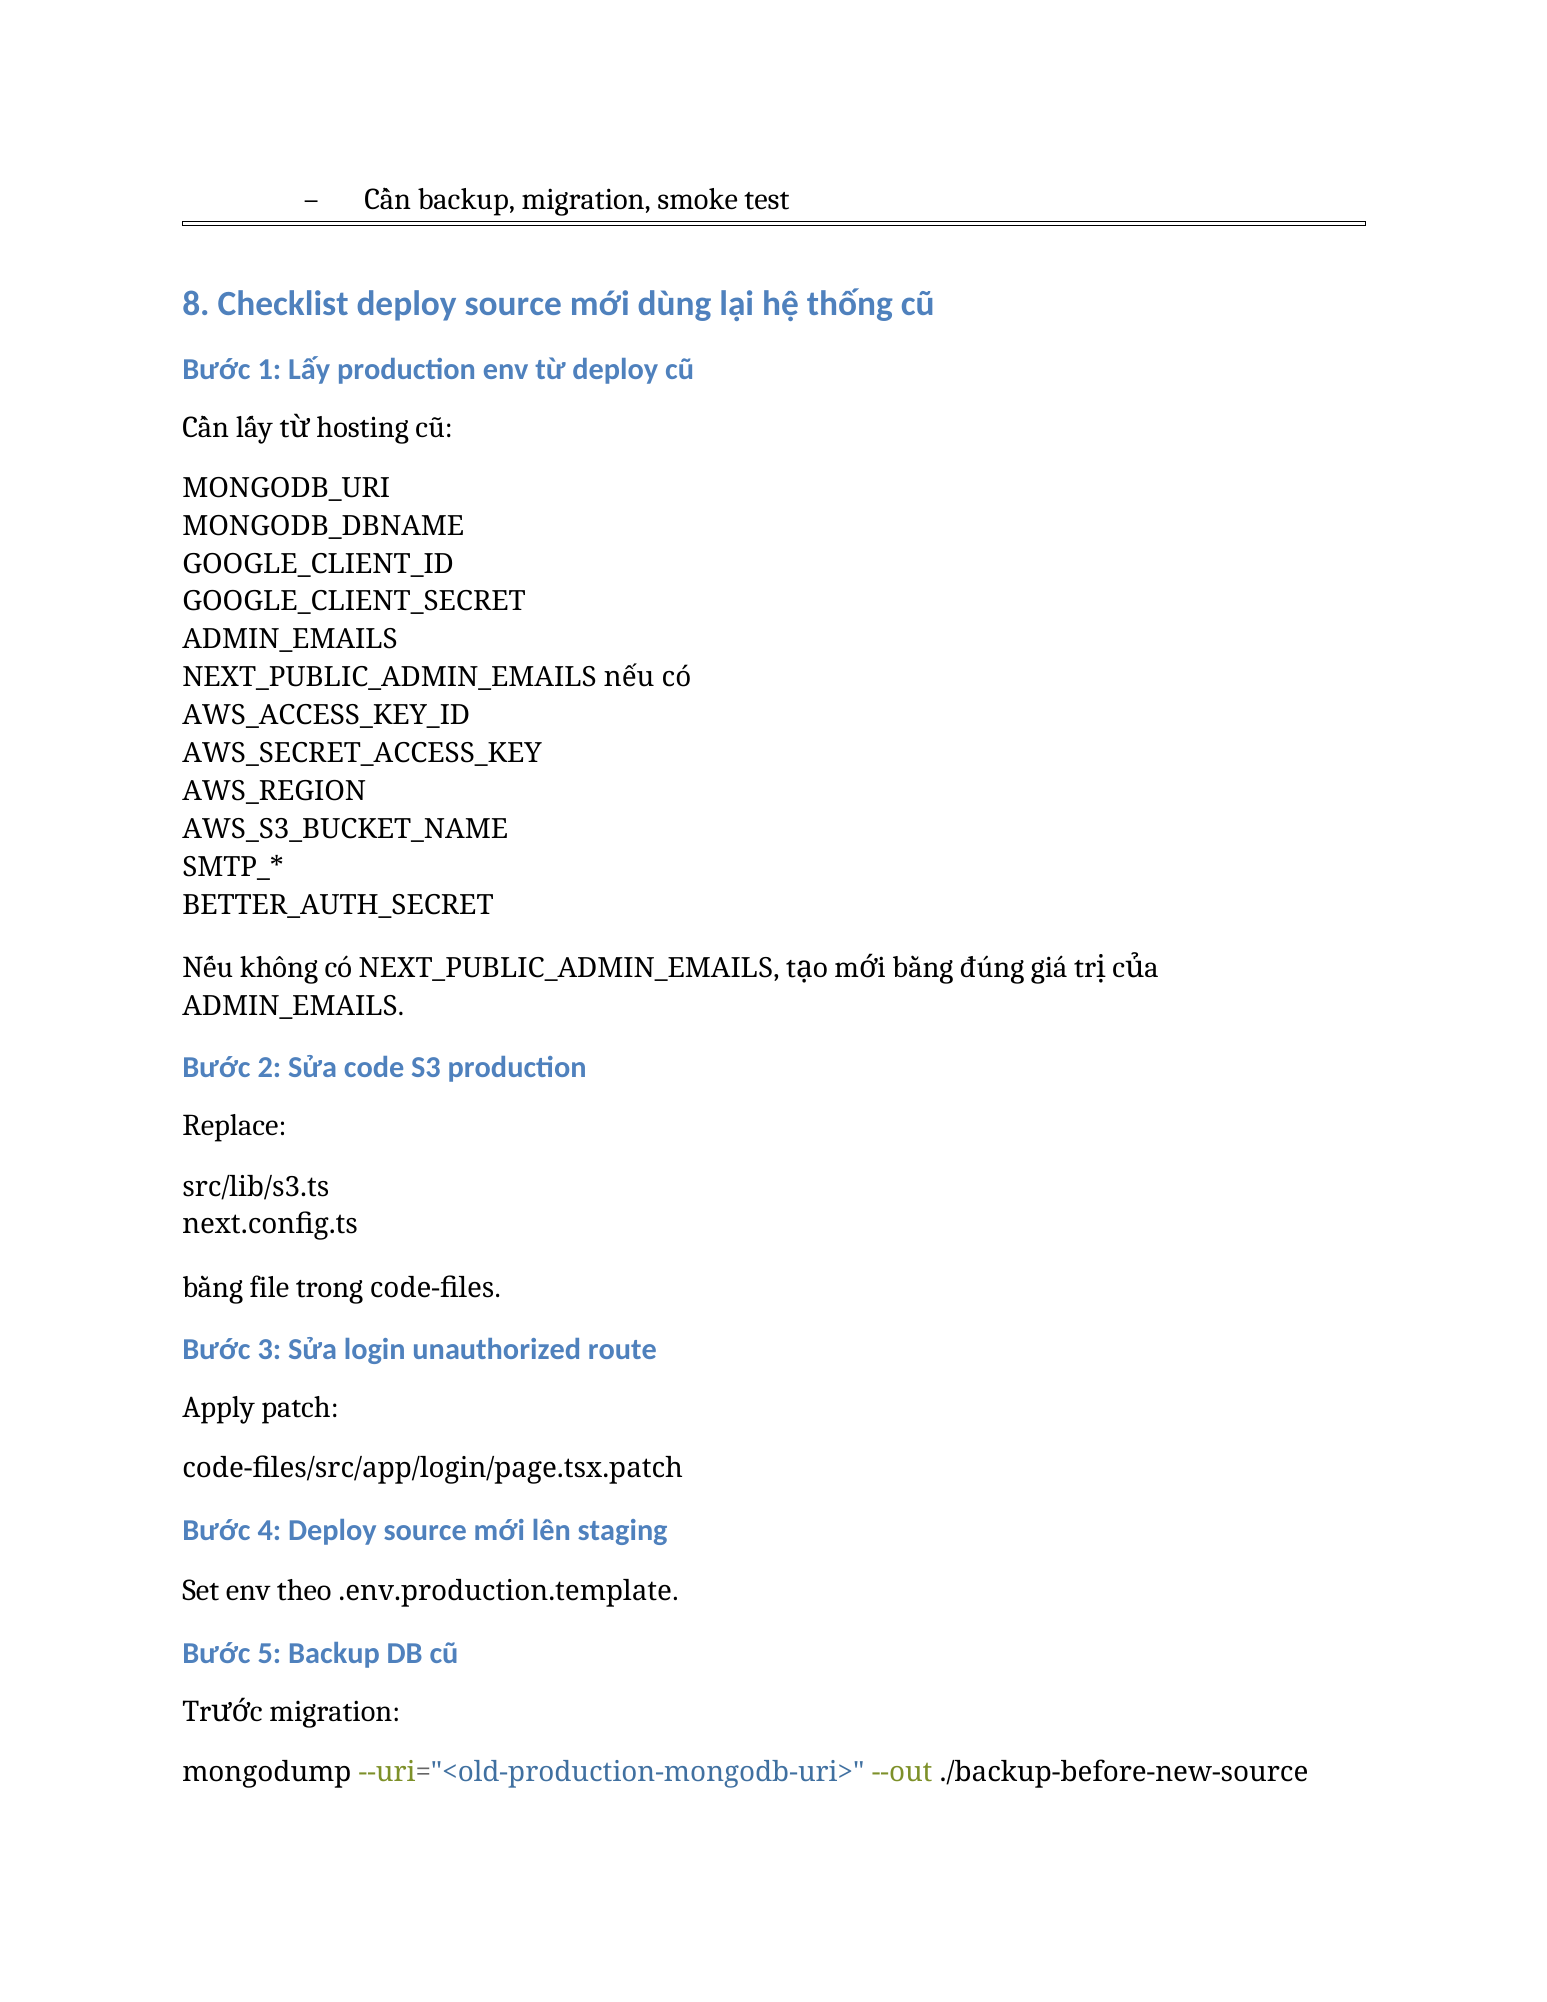 – Cần backup, migration, smoke test
8. Checklist deploy source mới dùng lại hệ thống cũ
Bước 1: Lấy production env từ deploy cũ
Cần lấy từ hosting cũ:
MONGODB_URI
MONGODB_DBNAME
GOOGLE_CLIENT_ID
GOOGLE_CLIENT_SECRET
ADMIN_EMAILS
NEXT_PUBLIC_ADMIN_EMAILS nếu có
AWS_ACCESS_KEY_ID
AWS_SECRET_ACCESS_KEY
AWS_REGION
AWS_S3_BUCKET_NAME
SMTP_*
BETTER_AUTH_SECRET
Nếu không có NEXT_PUBLIC_ADMIN_EMAILS, tạo mới bằng đúng giá trị của
ADMIN_EMAILS.
Bước 2: Sửa code S3 production
Replace:
src/lib/s3.ts
next.config.ts
bằng file trong code-files.
Bước 3: Sửa login unauthorized route
Apply patch:
code-files/src/app/login/page.tsx.patch
Bước 4: Deploy source mới lên staging
Set env theo .env.production.template.
Bước 5: Backup DB cũ
Trước migration:
mongodump --uri="<old-production-mongodb-uri>" --out ./backup-before-new-source